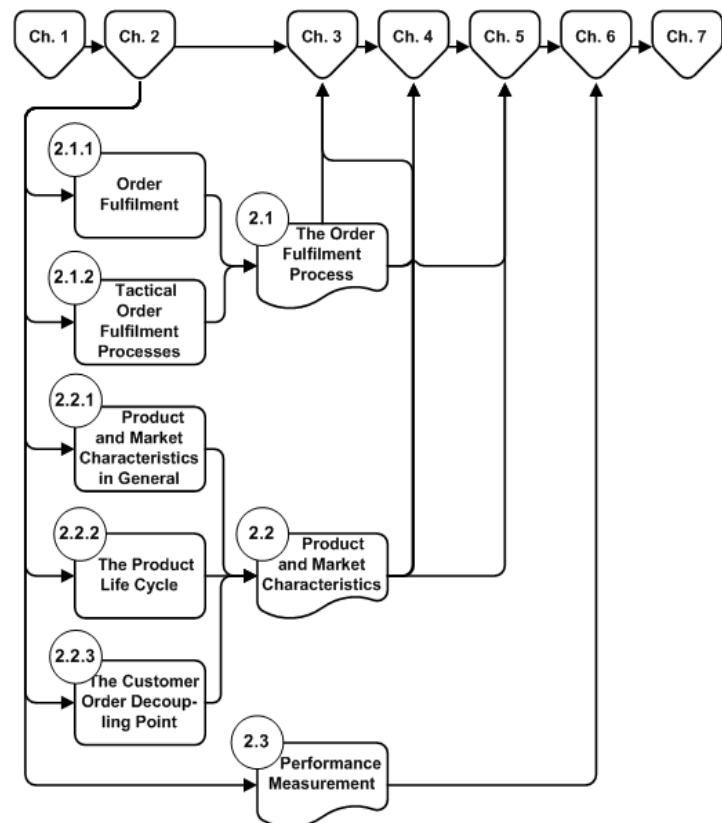 Ch. 1
Ch. 2
Ch. 3
Ch. 4
Ch. 5
Ch. 6
Ch. 7
2.1.1
Order
Fulfilment
2.1
The Order
Fulfilment
Process
2.1.2
Tactical
Order
Fulfilment
Processes
2.2.1
Product
and Market
Characteristics
in General
2.2.2
The Product
Life Cycle
2.2
Product
and Market
Characteristics
2.2.3
The Customer
Order Decoup-
ling Point
2.3
Performance
Measurement